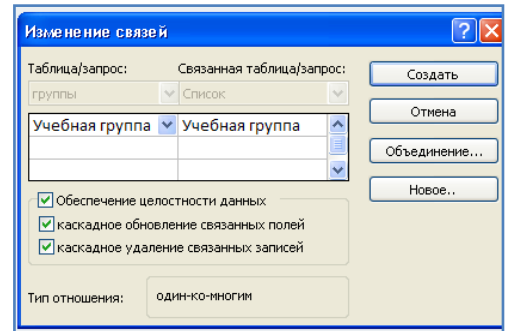 Изменение связей
Таблица/запрос: Связанная таблица/запрос:
группы Список
Учебная группа Учебная группа
Обеспечение целостности данных
каскадное обновление связанных полей
каскадное удаление связанных записей
Тип отношения: один-ко-многим
Создать
Отмена
Объединение...
Новое..